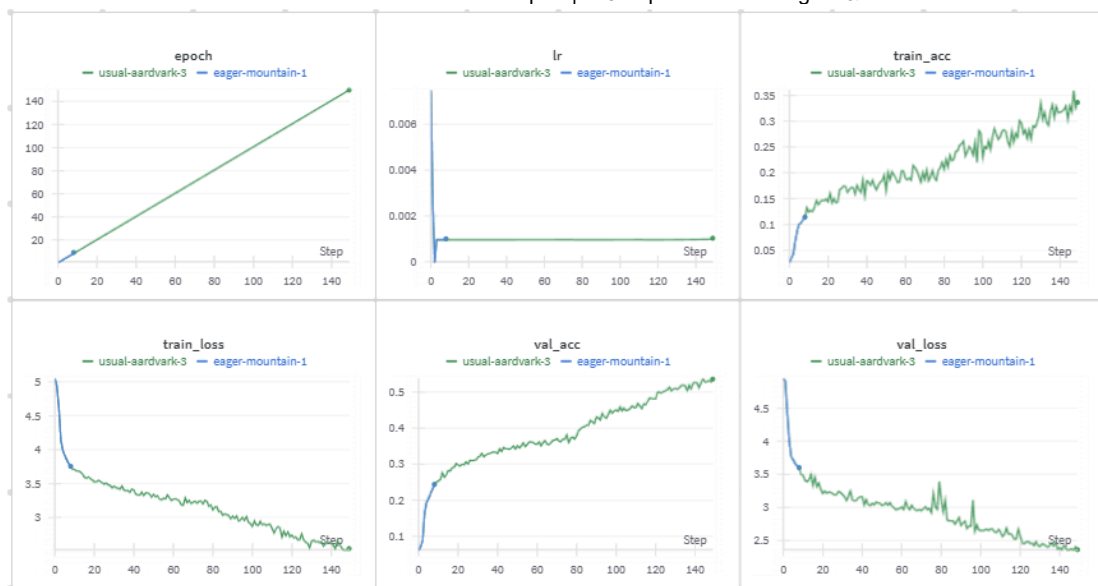 epoch
usual-aardvark-3 eager-mountain-1
140
120
100
80
60
40
20
Step
0 20 40 60 80 100 120 140
lr
usual-aardvark-3 eager-mountain-1
0.006
0.004
0.002
0
Step
0 20 40 60 80 100 120 140
train_acc
usual-aardvark-3 eager-mountain-1
0.35
0.3
0.25
0.2
0.15
0.1
0.05
Step
0 20 40 60 80 100 120 140
train_loss
usual-aardvark-3 eager-mountain-1
5
4.5
4
3.5
3
Step
0 20 40 60 80 100 120 140
val_acc
usual-aardvark-3 eager-mountain-1
0.5
0.4
0.3
0.2
0.1
Step
0 20 40 60 80 100 120 140
val_loss
usual-aardvark-3 eager-mountain-1
4.5
4
3.5
3
2.5
Step
0 20 40 60 80 100 120 140